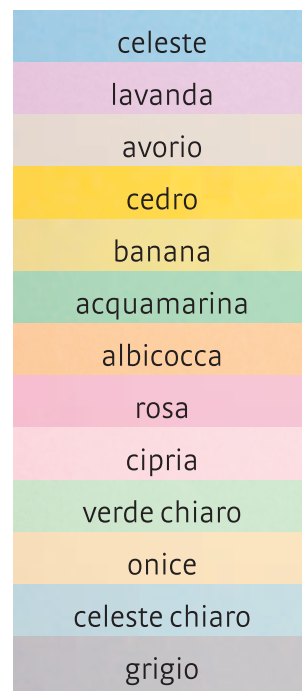 celeste
lavanda
avorio
cedro
banana
acquamarina
albicocca
rosa
cipria
verde chiaro
onice
celeste chiaro
grigio